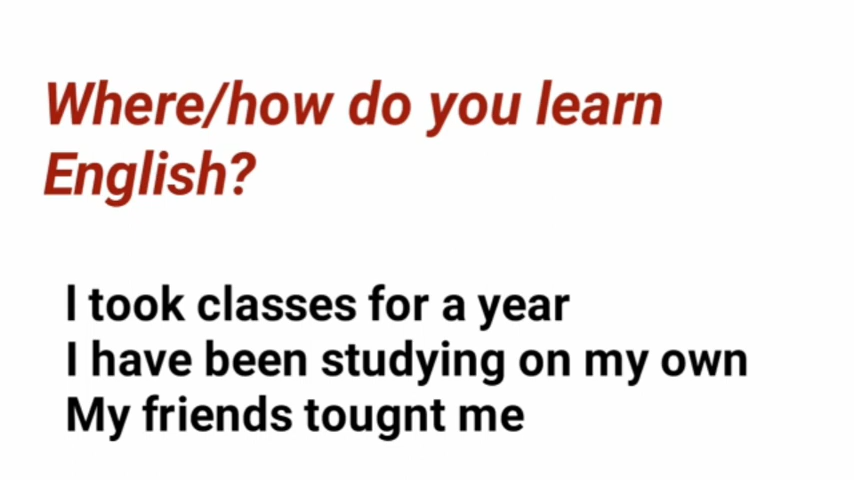 Where/how do you learn
English?
I took classes for a year
I have been studying on my own
My friends tougnt me